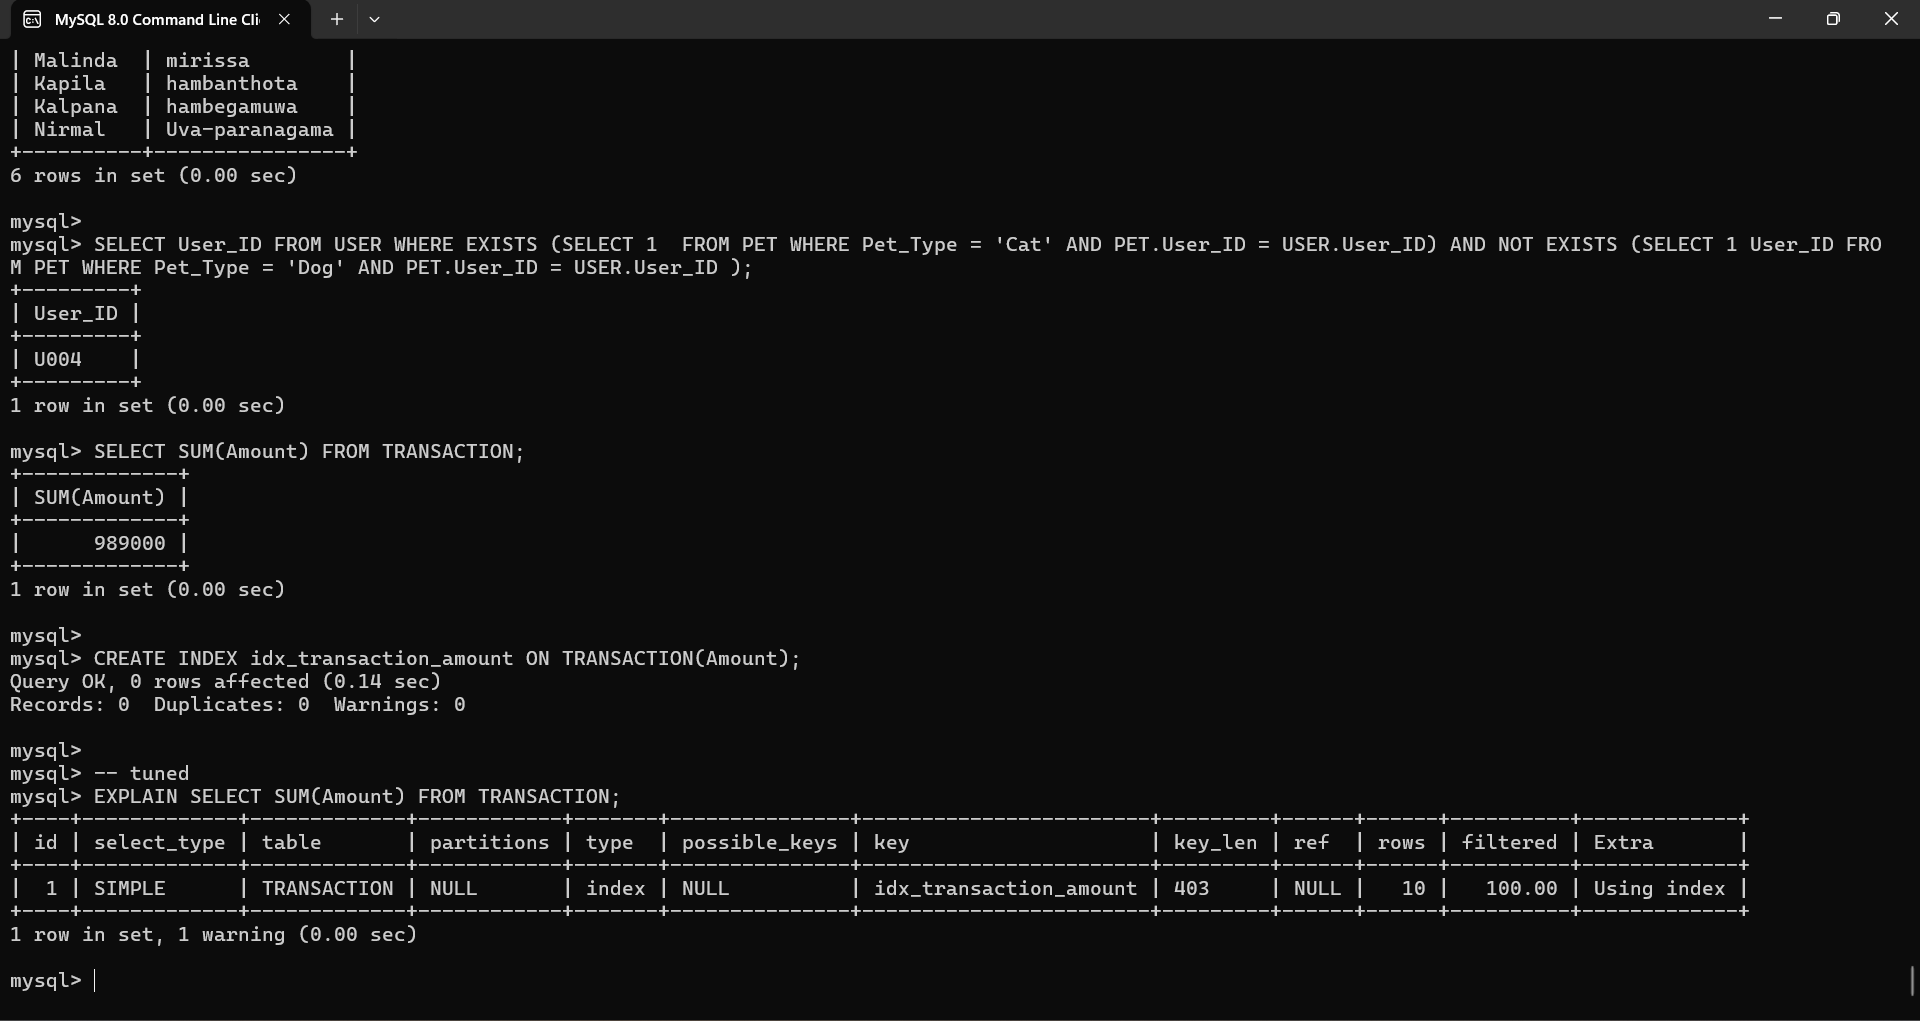 MySQL 8.0 Command Line Cli
| Malinda  | mirissa        |
| Kapila   | hambanthota    |
| Kalpana  | hambegamuwa    |
| Nirmal   | Uva-paranagama |
+----------+----------------+
6 rows in set (0.00 sec)
mysql>
mysql> SELECT User_ID FROM USER WHERE EXISTS (SELECT 1  FROM PET WHERE Pet_Type = 'Cat' AND PET.User_ID = USER.User_ID) AND NOT EXISTS (SELECT 1 User_ID FRO
M PET WHERE Pet_Type = 'Dog' AND PET.User_ID = USER.User_ID );
+---------+
| User_ID |
+---------+
| U004    |
+---------+
1 row in set (0.00 sec)
mysql> SELECT SUM(Amount) FROM TRANSACTION;
+-------------+
| SUM(Amount) |
+-------------+
|      989000 |
+-------------+
1 row in set (0.00 sec)
mysql>
mysql> CREATE INDEX idx_transaction_amount ON TRANSACTION(Amount);
Query OK, 0 rows affected (0.14 sec)
Records: 0  Duplicates: 0  Warnings: 0
mysql>
mysql> -- tuned
mysql> EXPLAIN SELECT SUM(Amount) FROM TRANSACTION;
+----+-------------+-------------+------------+-------+---------------+------------------------+---------+------+------+----------+-------------+
| id | select_type | table       | partitions | type  | possible_keys | key                    | key_len | ref  | rows | filtered | Extra       |
+----+-------------+-------------+------------+-------+---------------+------------------------+---------+------+------+----------+-------------+
|  1 | SIMPLE      | TRANSACTION | NULL       | index | NULL          | idx_transaction_amount | 403     | NULL |   10 |   100.00 | Using index |
+----+-------------+-------------+------------+-------+---------------+------------------------+---------+------+------+----------+-------------+
1 row in set, 1 warning (0.00 sec)
mysql>